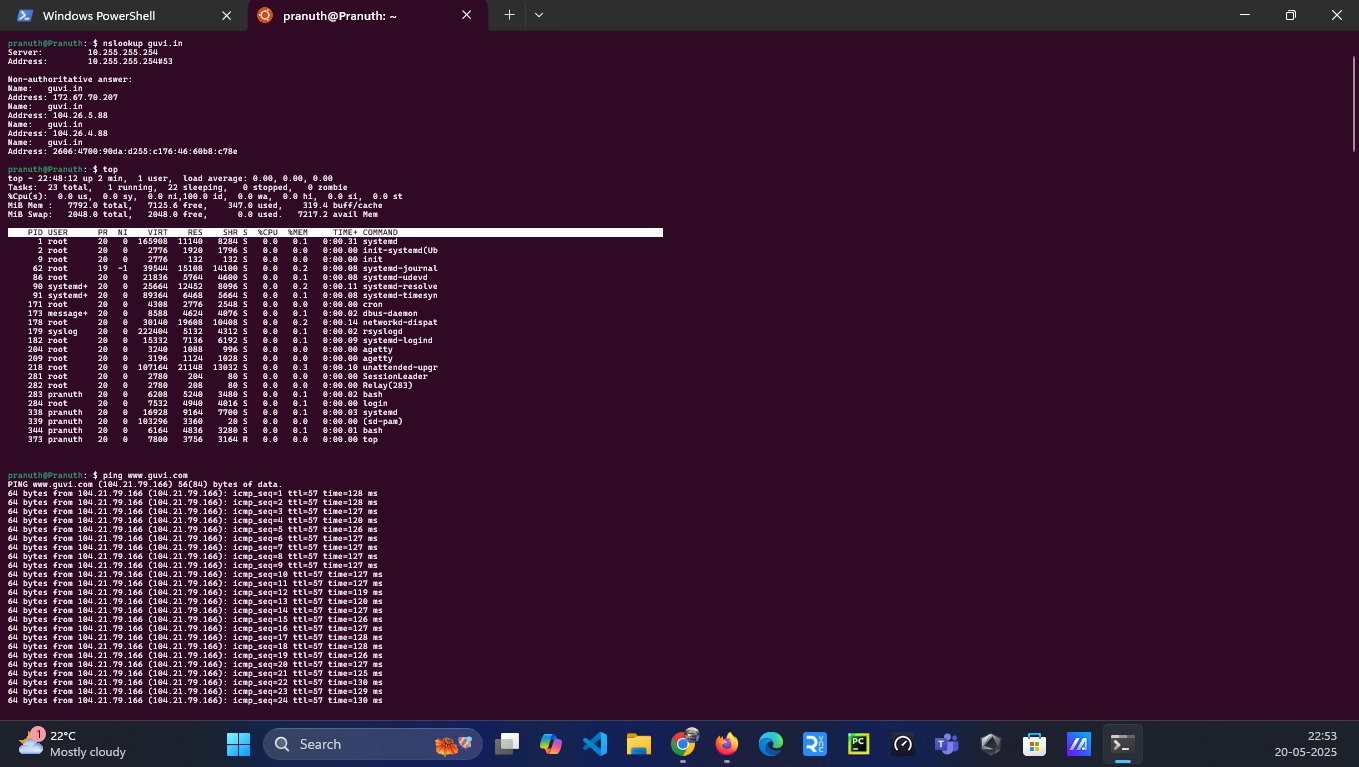 Windows PowerShell
pranuth@Pranuth: ~
pranuth@Pranuth:~$ nslookup guvi.in
Server:         10.255.255.254
Address:        10.255.255.254#53
Non-authoritative answer:
Name:   guvi.in
Address: 172.67.70.207
Name:   guvi.in
Address: 104.26.5.88
Name:   guvi.in
Address: 104.26.4.88
Name:   guvi.in
Address: 2606:4700:90da:d255:c176:46:60b8:c78e
pranuth@Pranuth:~$ top
top - 22:48:12 up 2 min,  1 user,  load average: 0.00, 0.00, 0.00
Tasks:  23 total,   1 running,  22 sleeping,   0 stopped,   0 zombie
%Cpu(s):  0.0 us,  0.0 sy,  0.0 ni,100.0 id,  0.0 wa,  0.0 hi,  0.0 si,  0.0 st
MiB Mem :   7792.0 total,   7125.6 free,    347.0 used,    319.4 buff/cache
MiB Swap:   2048.0 total,   2048.0 free,      0.0 used.   7217.2 avail Mem
PID USER      PR  NI    VIRT    RES    SHR S  %CPU  %MEM     TIME+ COMMAND
1 root      20   0  165908  11140   8284 S   0.0   0.1   0:00.31 systemd
2 root      20   0    2776   1920   1796 S   0.0   0.0   0:00.00 init-systemd(Ub
9 root      20   0    2776    132    132 S   0.0   0.0   0:00.00 init
62 root      19  -1   39544  15108  14100 S   0.0   0.2   0:00.08 systemd-journal
86 root      20   0   21836   5764   4600 S   0.0   0.1   0:00.08 systemd-udevd
90 systemd+  20   0   25664  12452   8096 S   0.0   0.2   0:00.11 systemd-resolve
91 systemd+  20   0   89364   6468   5664 S   0.0   0.1   0:00.08 systemd-timesyn
171 root      20   0    4308   2776   2548 S   0.0   0.0   0:00.00 cron
173 message+  20   0    8588   4624   4076 S   0.0   0.1   0:00.02 dbus-daemon
178 root      20   0   30140  19608  10408 S   0.0   0.2   0:00.14 networkd-dispat
179 syslog    20   0  222404   5132   4312 S   0.0   0.1   0:00.02 rsyslogd
182 root      20   0   15332   7136   6192 S   0.0   0.1   0:00.09 systemd-logind
204 root      20   0    3240   1088    996 S   0.0   0.0   0:00.00 agetty
209 root      20   0    3196   1124   1028 S   0.0   0.0   0:00.00 agetty
218 root      20   0  107164  21148  13032 S   0.0   0.3   0:00.10 unattended-upgr
281 root      20   0    2780    204     80 S   0.0   0.0   0:00.00 SessionLeader
282 root      20   0    2780    208     80 S   0.0   0.0   0:00.00 Relay(283)
283 pranuth   20   0    6208   5240   3480 S   0.0   0.1   0:00.02 bash
284 root      20   0    7532   4940   4016 S   0.0   0.1   0:00.00 login
338 pranuth   20   0   16928   9164   7700 S   0.0   0.1   0:00.03 systemd
339 pranuth   20   0  103296   3360     20 S   0.0   0.0   0:00.00 (sd-pam)
344 pranuth   20   0    6164   4836   3280 S   0.0   0.1   0:00.01 bash
373 pranuth   20   0    7800   3756   3164 R   0.0   0.0   0:00.00 top
pranuth@Pranuth:~$ ping www.guvi.com
PING www.guvi.com (104.21.79.166) 56(84) bytes of data.
64 bytes from 104.21.79.166 (104.21.79.166): icmp_seq=1 ttl=57 time=128 ms
64 bytes from 104.21.79.166 (104.21.79.166): icmp_seq=2 ttl=57 time=128 ms
64 bytes from 104.21.79.166 (104.21.79.166): icmp_seq=3 ttl=57 time=127 ms
64 bytes from 104.21.79.166 (104.21.79.166): icmp_seq=4 ttl=57 time=120 ms
64 bytes from 104.21.79.166 (104.21.79.166): icmp_seq=5 ttl=57 time=126 ms
64 bytes from 104.21.79.166 (104.21.79.166): icmp_seq=6 ttl=57 time=127 ms
64 bytes from 104.21.79.166 (104.21.79.166): icmp_seq=7 ttl=57 time=127 ms
64 bytes from 104.21.79.166 (104.21.79.166): icmp_seq=8 ttl=57 time=127 ms
64 bytes from 104.21.79.166 (104.21.79.166): icmp_seq=9 ttl=57 time=127 ms
64 bytes from 104.21.79.166 (104.21.79.166): icmp_seq=10 ttl=57 time=127 ms
64 bytes from 104.21.79.166 (104.21.79.166): icmp_seq=11 ttl=57 time=127 ms
64 bytes from 104.21.79.166 (104.21.79.166): icmp_seq=12 ttl=57 time=119 ms
64 bytes from 104.21.79.166 (104.21.79.166): icmp_seq=13 ttl=57 time=120 ms
64 bytes from 104.21.79.166 (104.21.79.166): icmp_seq=14 ttl=57 time=127 ms
64 bytes from 104.21.79.166 (104.21.79.166): icmp_seq=15 ttl=57 time=126 ms
64 bytes from 104.21.79.166 (104.21.79.166): icmp_seq=16 ttl=57 time=127 ms
64 bytes from 104.21.79.166 (104.21.79.166): icmp_seq=17 ttl=57 time=128 ms
64 bytes from 104.21.79.166 (104.21.79.166): icmp_seq=18 ttl=57 time=128 ms
64 bytes from 104.21.79.166 (104.21.79.166): icmp_seq=19 ttl=57 time=126 ms
64 bytes from 104.21.79.166 (104.21.79.166): icmp_seq=20 ttl=57 time=127 ms
64 bytes from 104.21.79.166 (104.21.79.166): icmp_seq=21 ttl=57 time=125 ms
64 bytes from 104.21.79.166 (104.21.79.166): icmp_seq=22 ttl=57 time=130 ms
64 bytes from 104.21.79.166 (104.21.79.166): icmp_seq=23 ttl=57 time=129 ms
64 bytes from 104.21.79.166 (104.21.79.166): icmp_seq=24 ttl=57 time=130 ms
1
22°C
Mostly cloudy
Search
22:53
20-05-2025